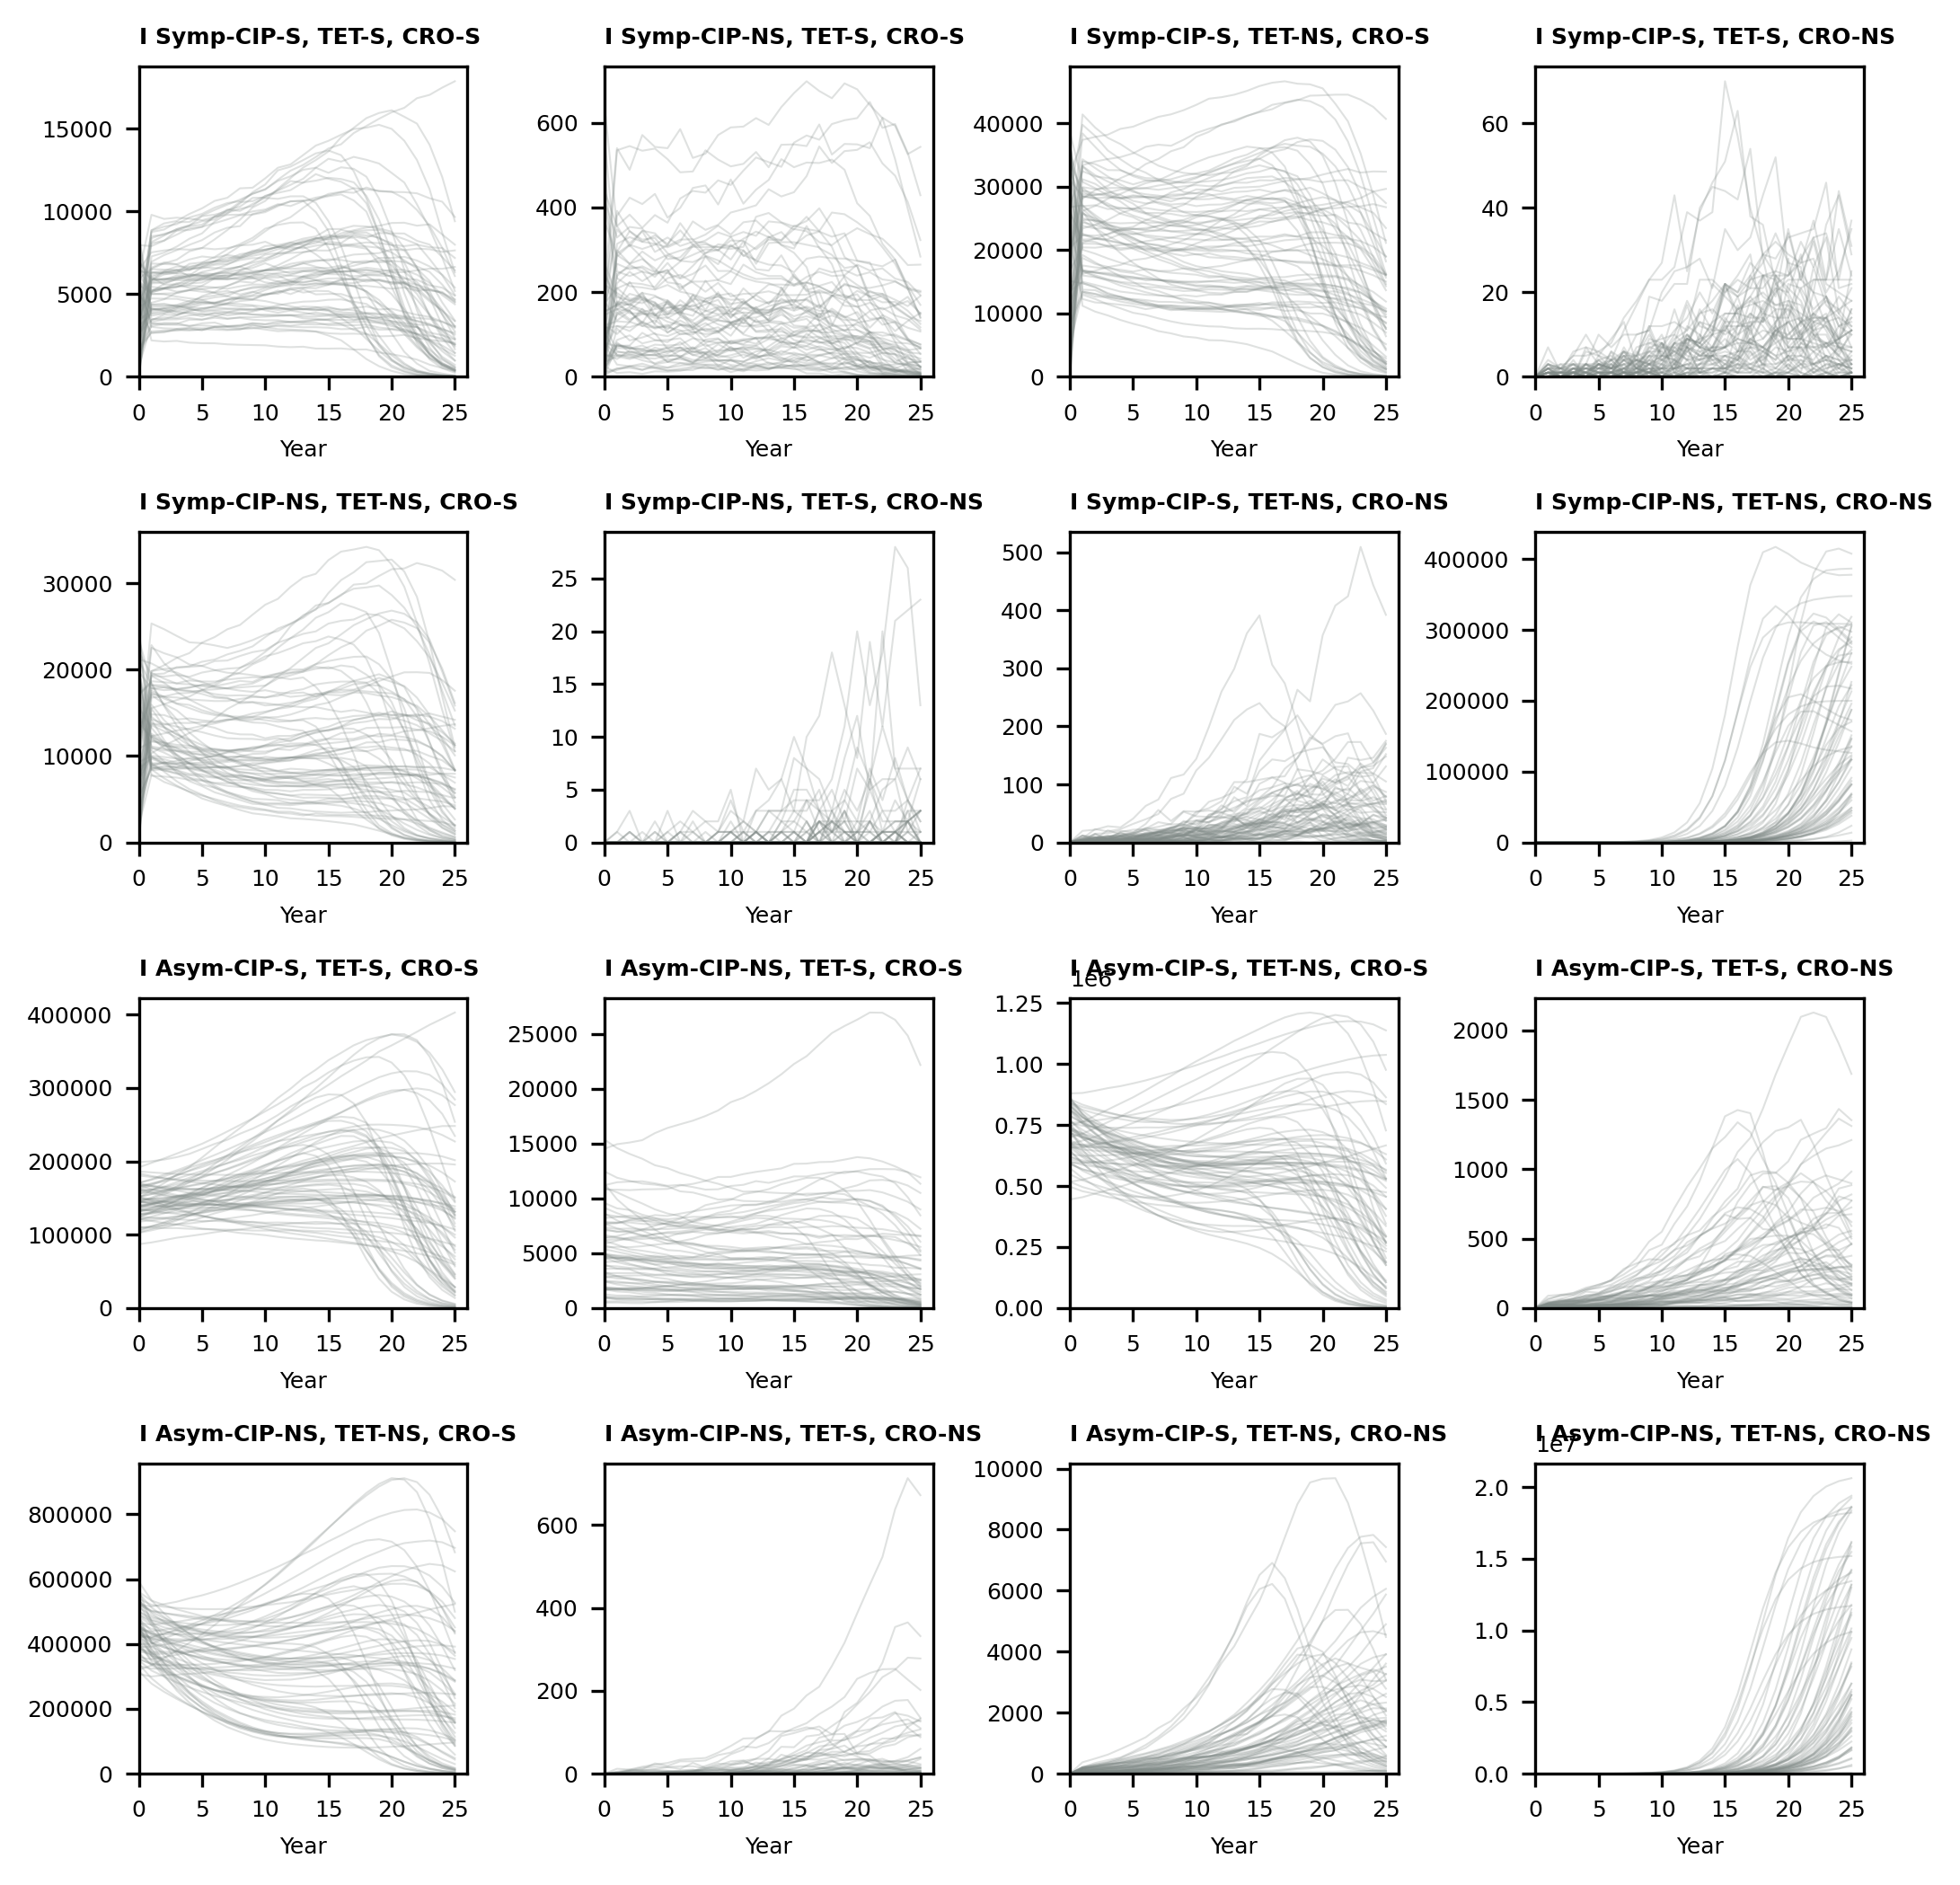 I Symp-CIP-S, TET-S, CRO-S
15000
10000
5000
0
0 5 10 15 20 25
Year
I Symp-CIP-NS, TET-S, CRO-S
600
400
200
0
0 5 10 15 20 25
Year
I Symp-CIP-S, TET-NS, CRO-S
40000
30000
20000
10000
0
0 5 10 15 20 25
Year
I Symp-CIP-S, TET-S, CRO-NS
60
40
20
0
0 5 10 15 20 25
Year
I Symp-CIP-NS, TET-NS, CRO-S
30000
20000
10000
0
0 5 10 15 20 25
Year
I Symp-CIP-NS, TET-S, CRO-NS
25
20
15
10
5
0
0 5 10 15 20 25
Year
I Symp-CIP-S, TET-NS, CRO-NS
500
400
300
200
100
0
0 5 10 15 20 25
Year
I Symp-CIP-NS, TET-NS, CRO-NS
400000
300000
200000
100000
0
0 5 10 15 20 25
Year
I Asym-CIP-S, TET-S, CRO-S
400000
300000
200000
100000
0
0 5 10 15 20 25
Year
I Asym-CIP-NS, TET-S, CRO-S
25000
20000
15000
10000
5000
0
0 5 10 15 20 25
Year
I Asym-CIP-S, TET-NS, CRO-S
1e6
1.25
1.00
0.75
0.50
0.25
0.00
0 5 10 15 20 25
Year
I Asym-CIP-S, TET-S, CRO-NS
2000
1500
1000
500
0
0 5 10 15 20 25
Year
I Asym-CIP-NS, TET-NS, CRO-S
800000
600000
400000
200000
0
0 5 10 15 20 25
Year
I Asym-CIP-NS, TET-S, CRO-NS
600
400
200
0
0 5 10 15 20 25
Year
I Asym-CIP-S, TET-NS, CRO-NS
10000
8000
6000
4000
2000
0
0 5 10 15 20 25
Year
I Asym-CIP-NS, TET-NS, CRO-NS
1e7
2.0
1.5
1.0
0.5
0.0
0 5 10 15 20 25
Year